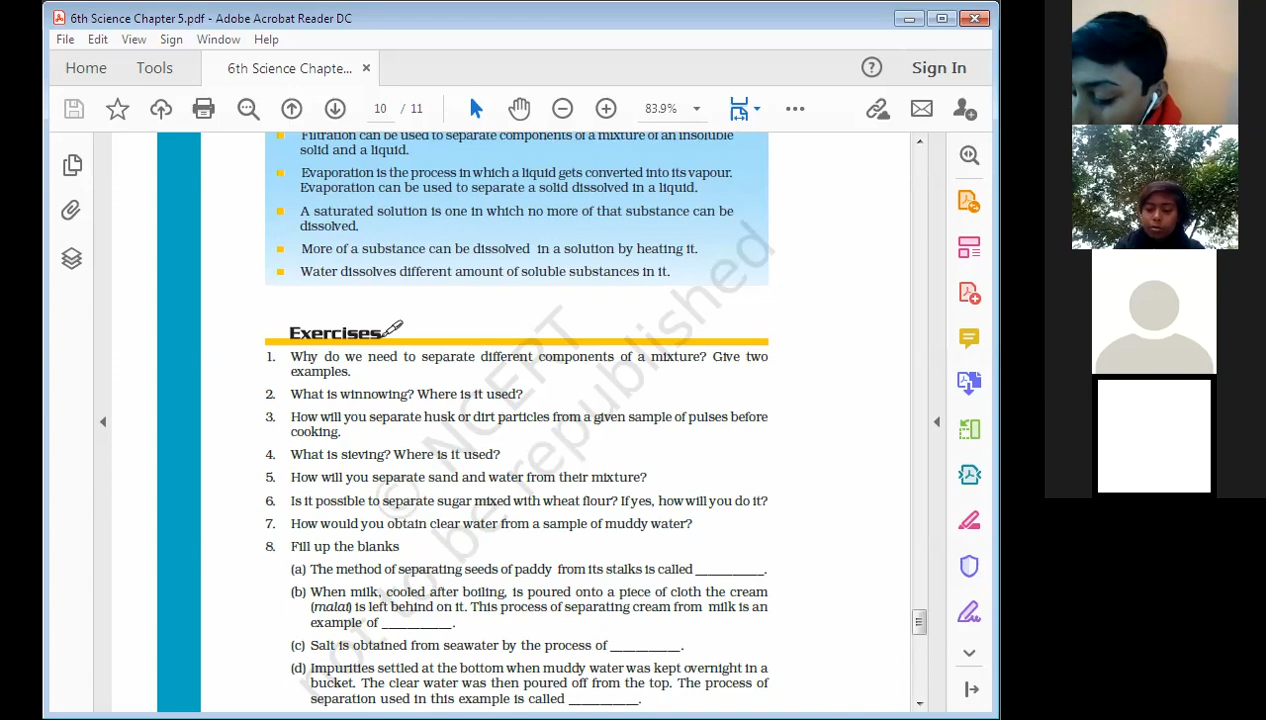 6th Science Chapter 5.pdf - Adobe Acrobat Reader DC
File Edit View Sign Window Help
Home Tools 6th Science Chapte... × Sign In
10 / 11 83.9%
Filtration can be used to separate components of a mixture of an insoluble
solid and a liquid.
Evaporation is the process in which a liquid gets converted into its vapour.
Evaporation can be used to separate a solid dissolved in a liquid.
A saturated solution is one in which no more of that substance can be
dissolved.
More of a substance can be dissolved in a solution by heating it.
Water dissolves different amount of soluble substances in it.
Exercises
1. Why do we need to separate different components of a mixture? Give two
examples.
2. What is winnowing? Where is it used?
3. How will you separate husk or dirt particles from a given sample of pulses before
cooking.
4. What is sieving? Where is it used?
5. How will you separate sand and water from their mixture?
6. Is it possible to separate sugar mixed with wheat flour? If yes, how will you do it?
7. How would you obtain clear water from a sample of muddy water?
8. Fill up the blanks
(a) The method of separating seeds of paddy from its stalks is called ___________.
(b) When milk, cooled after boiling, is poured onto a piece of cloth the cream
(malai) is left behind on it. This process of separating cream from milk is an
example of ___________.
(c) Salt is obtained from seawater by the process of ___________.
(d) Impurities settled at the bottom when muddy water was kept overnight in a
bucket. The clear water was then poured off from the top. The process of
separation used in this example is called ___________.
© NCERT
not to be republished